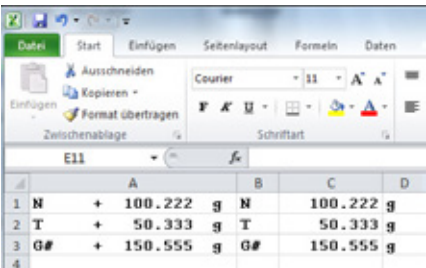 Datei Start Einfügen Seitenlayout Formeln Daten
Ausschneiden
Kopieren
Format übertragen
Einfügen
Courier 11 A A
F K U A
Zwischenablage Schriftart
E11 fx
A B C D
1 N + 100.222 g N 100.222 g
2 T + 50.333 g T 50.333 g
3 G# + 150.555 g G# 150.555 g
4